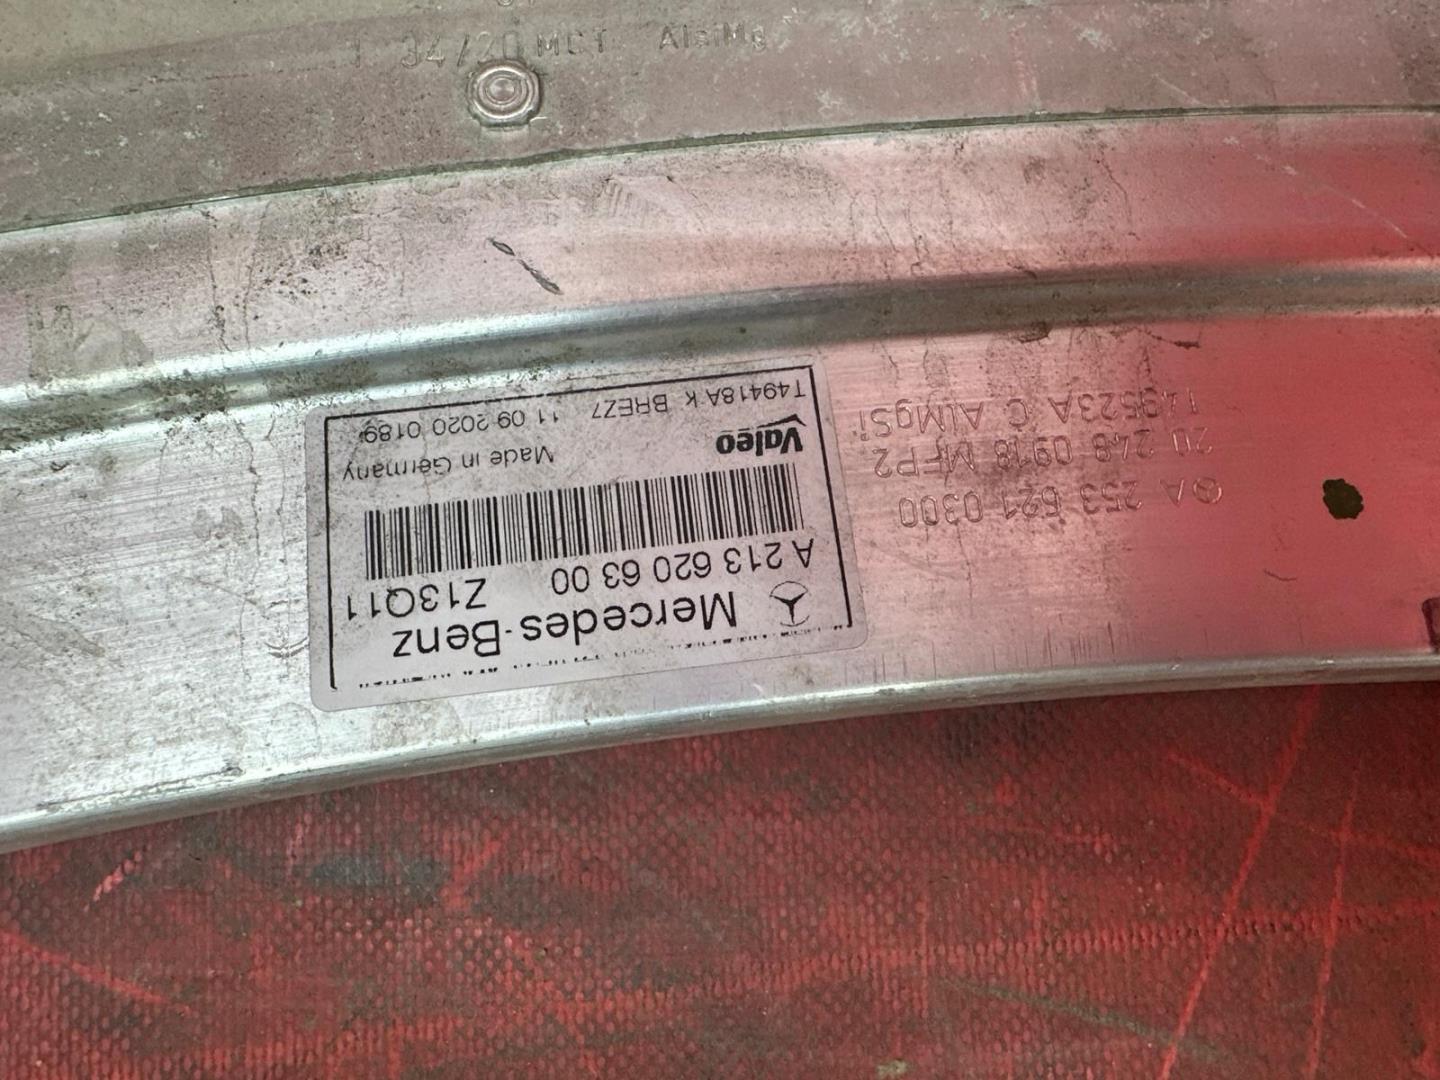 34/20 MCT AlSiMg
Mercedes-Benz
A 213 620 63 00 Z13Q11
Made in Germany
Valeo
T49418A K BREZ7 11 09 2020 0189
A 253 621 0300
20 248 0918 MFP2
149523A C AlMgSi